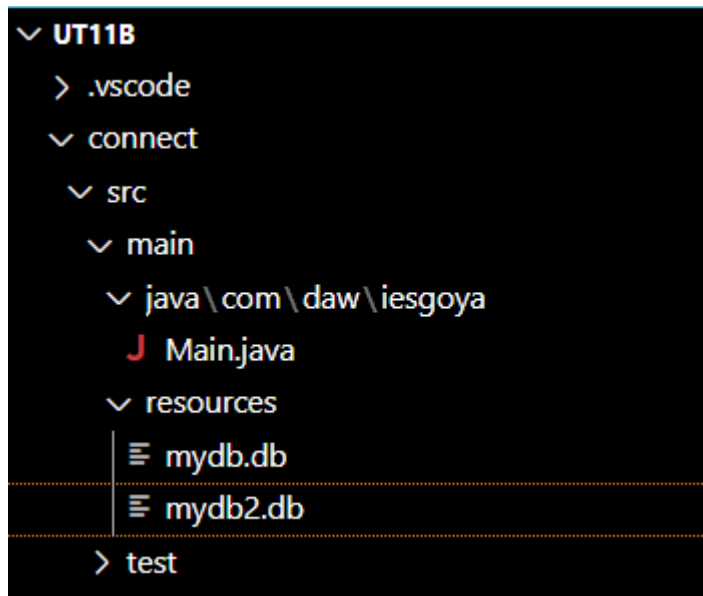 UT11B
.vscode
connect
src
main
java\com\daw\iesgoya
J Main.java
resources
mydb.db
mydb2.db
test